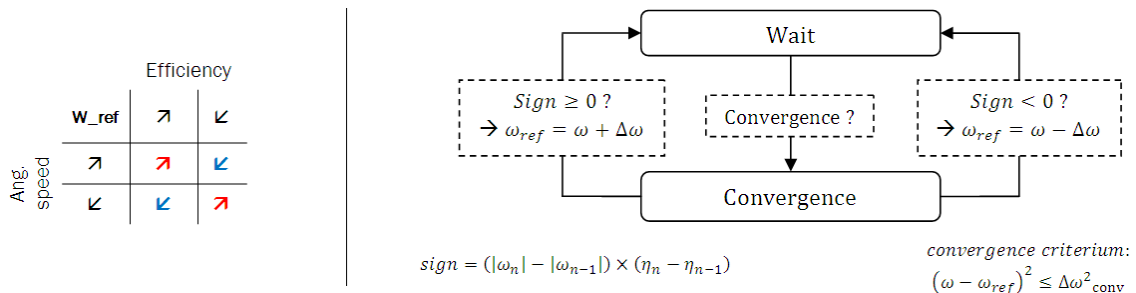 Efficiency
W_ref ↗ ↙
Ang. speed
↗ ↗ ↙
↙ ↙ ↗
Wait
Sign ≥ 0 ?
→ ω_ref = ω + Δω
Convergence ?
Sign < 0 ?
→ ω_ref = ω − Δω
Convergence
sign = (|ω_n| − |ω_{n−1}|) × (η_n − η_{n−1})
convergence criterium:
(ω − ω_ref)² ≤ Δω²_conv